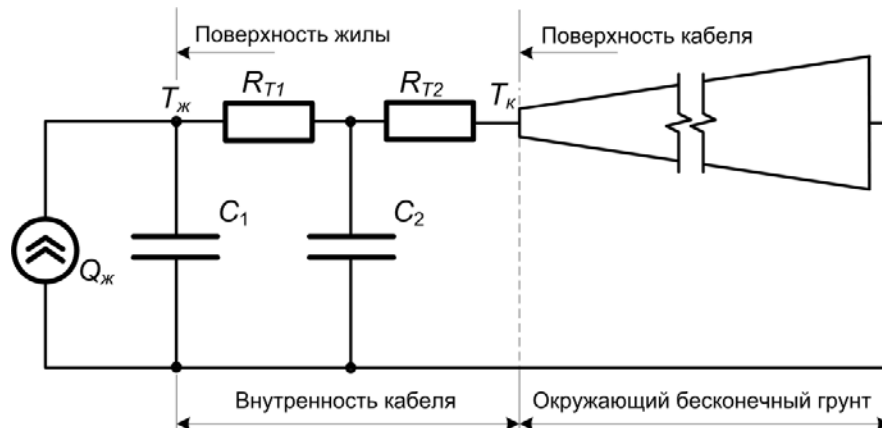 Поверхность жилы
Поверхность кабеля
Tж
RT1
RT2
Tк
C1
C2
Qж
Внутренность кабеля
Окружающий бесконечный грунт